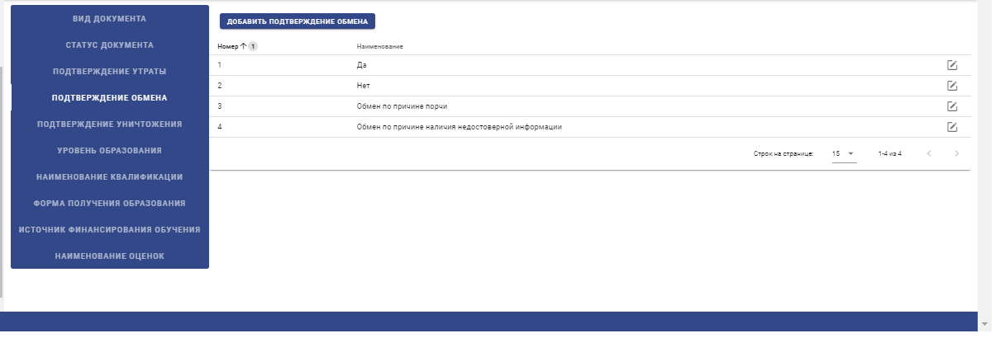 ВИД ДОКУМЕНТА
СТАТУС ДОКУМЕНТА
ПОДТВЕРЖДЕНИЕ УТРАТЫ
ПОДТВЕРЖДЕНИЕ ОБМЕНА
ПОДТВЕРЖДЕНИЕ УНИЧТОЖЕНИЯ
УРОВЕНЬ ОБРАЗОВАНИЯ
НАИМЕНОВАНИЕ КВАЛИФИКАЦИИ
ФОРМА ПОЛУЧЕНИЯ ОБРАЗОВАНИЯ
ИСТОЧНИК ФИНАНСИРОВАНИЯ ОБУЧЕНИЯ
НАИМЕНОВАНИЕ ОЦЕНОК
ДОБАВИТЬ ПОДТВЕРЖДЕНИЕ ОБМЕНА
Номер ↑ 1 Наименование
1 Да
2 Нет
3 Обмен по причине порчи
4 Обмен по причине наличия недостоверной информации
Строк на странице: 15 1-4 из 4